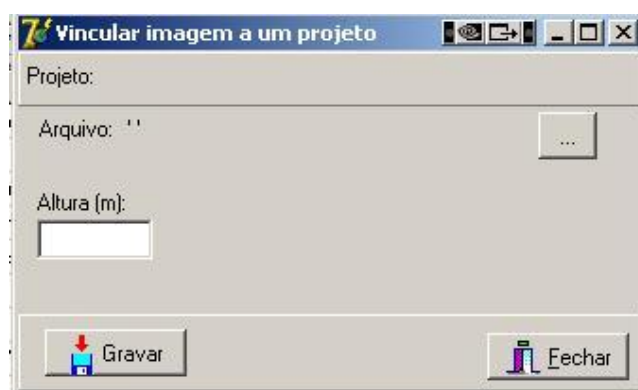 Vincular imagem a um projeto
Projeto:
Arquivo: ' '
...
Altura (m):
Gravar
Fechar